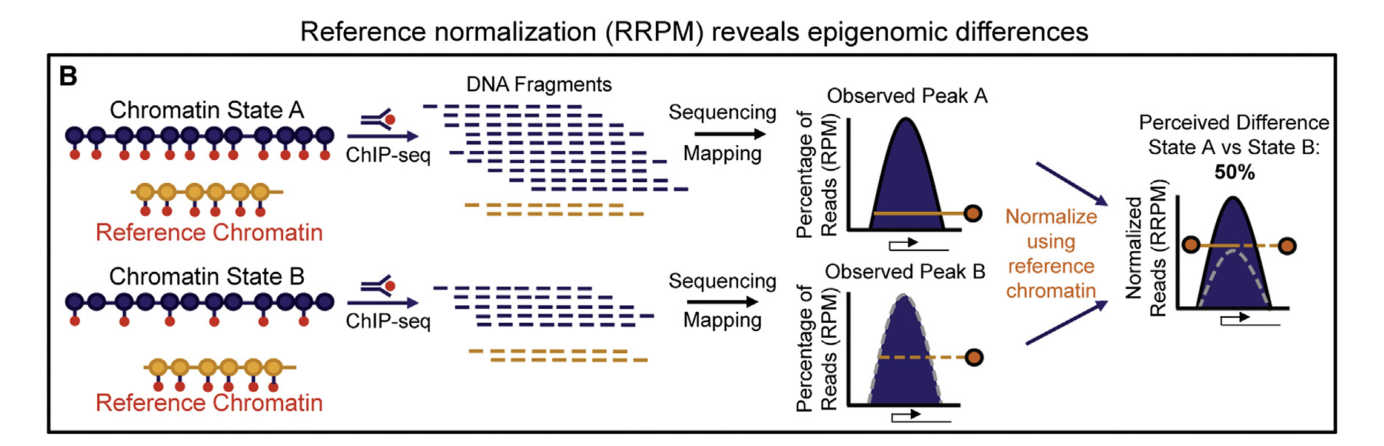 Reference normalization (RRPM) reveals epigenomic differences
B
Chromatin State A
ChIP-seq
Reference Chromatin
DNA Fragments
Sequencing
Mapping
Observed Peak A
Percentage of
Reads (RPM)
Chromatin State B
ChIP-seq
Reference Chromatin
Sequencing
Mapping
Observed Peak B
Percentage of
Reads (RPM)
Normalize
using
reference
chromatin
Perceived Difference
State A vs State B:
50%
Normalized
Reads (RRPM)